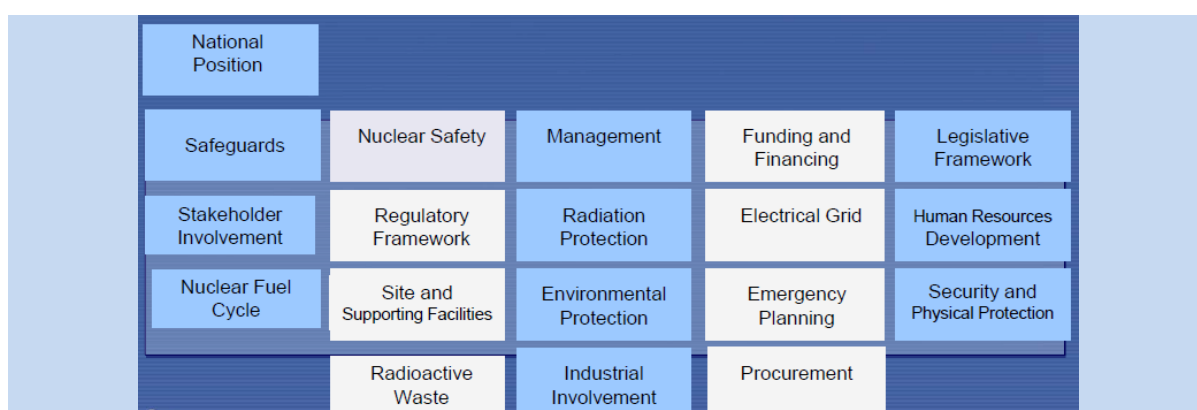 National
Position
Safeguards
Nuclear Safety
Management
Funding and
Financing
Legislative
Framework
Stakeholder
Involvement
Regulatory
Framework
Radiation
Protection
Electrical Grid
Human Resources
Development
Nuclear Fuel
Cycle
Site and
Supporting Facilities
Environmental
Protection
Emergency
Planning
Security and
Physical Protection
Radioactive
Waste
Industrial
Involvement
Procurement